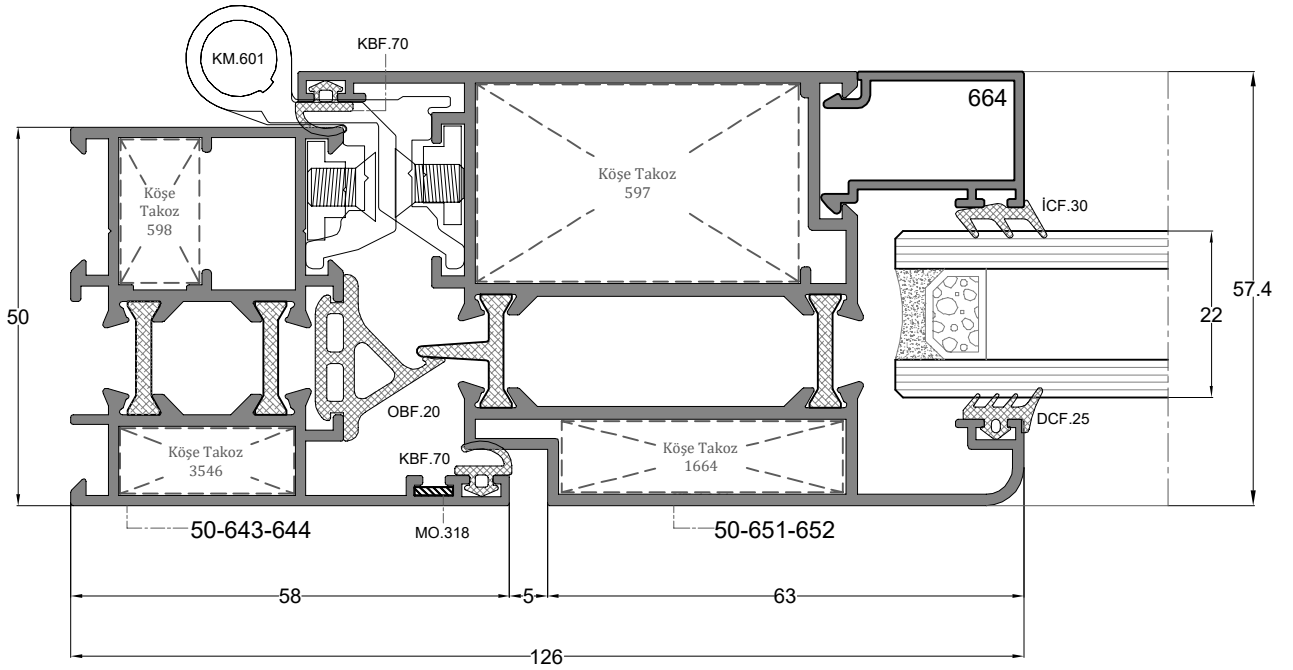 KM.601
KBF.70
664
Köşe
Takoz
598
Köşe Takoz
597
İCF.30
57.4
50
22
OBF.20
DCF.25
Köşe Takoz
3546
KBF.70
Köşe Takoz
1664
50-643-644
MO.318
50-651-652
58
5
63
126